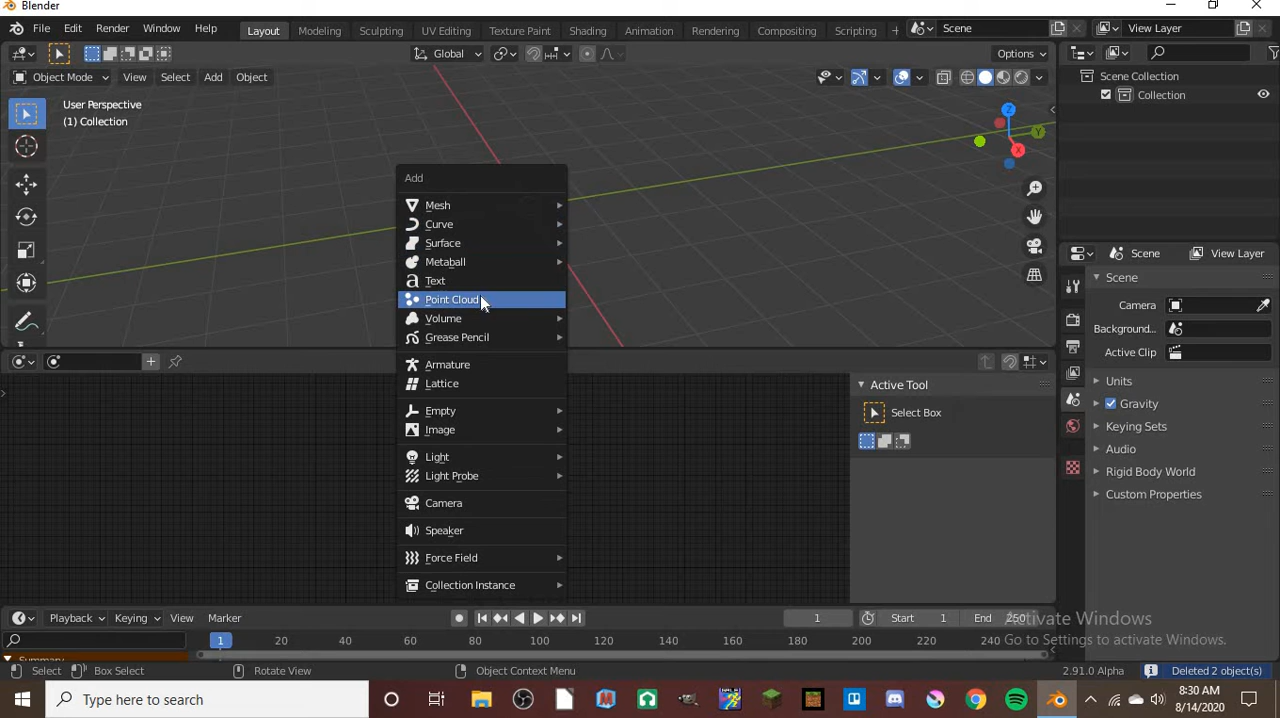 Blender
File Edit Render Window Help Layout Modeling Sculpting UV Editing Texture Paint Shading Animation Rendering Compositing Scripting + Scene View Layer
Global Options
Object Mode View Select Add Object
User Perspective
(1) Collection
Z
Y
X
Scene Collection
Collection
Add
Mesh
Curve
Surface
Metaball
Text
Point Cloud
Volume
Grease Pencil
Armature
Lattice
Empty
Image
Light
Light Probe
Camera
Speaker
Force Field
Collection Instance
Scene View Layer
Scene
Camera
Background...
Active Clip
Units
Gravity
Keying Sets
Audio
Rigid Body World
Custom Properties
Active Tool
Select Box
Playback Keying View Marker 1 Start 1 End 250
1 20 40 60 80 100 120 140 160 180 200 220 240
Summary
Activate Windows
Go to Settings to activate Windows.
Select Box Select Rotate View Object Context Menu 2.91.0 Alpha Deleted 2 object(s)
Type here to search
8:30 AM
8/14/2020